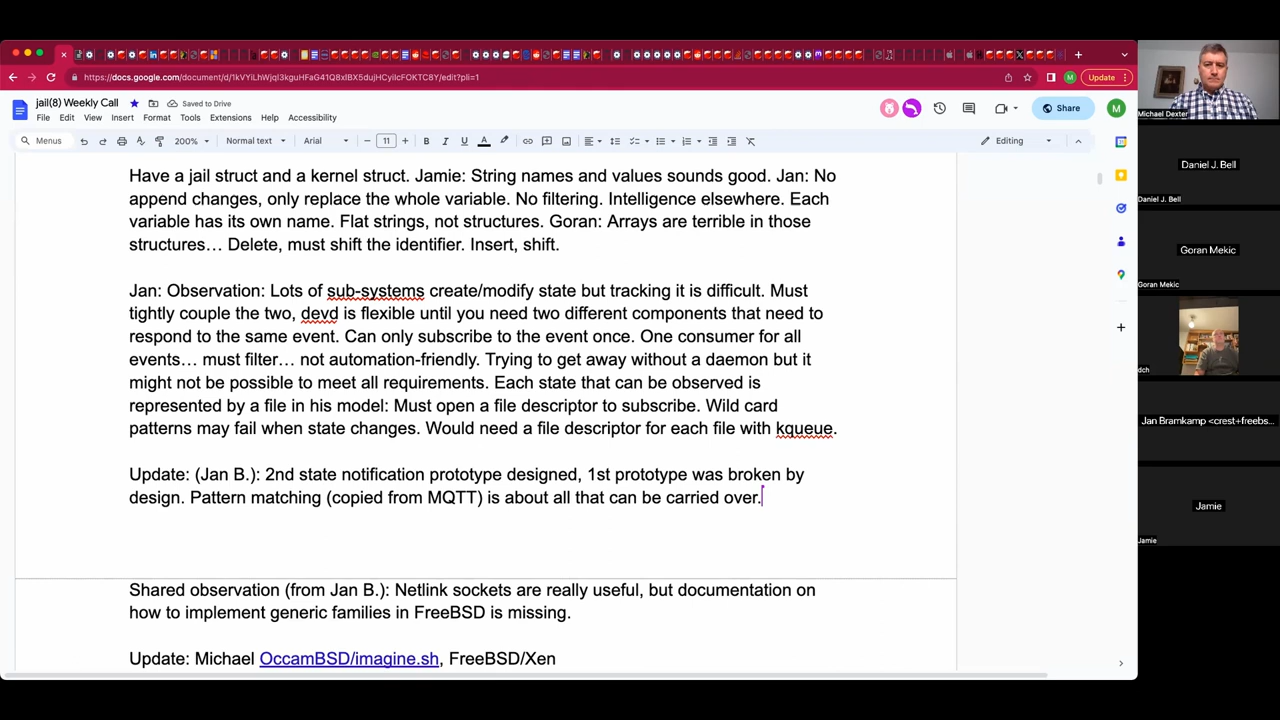 https://docs.google.com/document/d/1kVYiLhWjql3kguHFaG41Q8xIBX5dujHCyiIcFOKTC8Y/edit?pli=1
Update
jail(8) Weekly Call
Saved to Drive
File Edit View Insert Format Tools Extensions Help Accessibility
Share
M
Menus
200%
Normal text
Arial
11
Editing
Have a jail struct and a kernel struct. Jamie: String names and values sounds good. Jan: No
append changes, only replace the whole variable. No filtering. Intelligence elsewhere. Each
variable has its own name. Flat strings, not structures. Goran: Arrays are terrible in those
structures… Delete, must shift the identifier. Insert, shift.
Jan: Observation: Lots of sub-systems create/modify state but tracking it is difficult. Must
tightly couple the two, devd is flexible until you need two different components that need to
respond to the same event. Can only subscribe to the event once. One consumer for all
events… must filter… not automation-friendly. Trying to get away without a daemon but it
might not be possible to meet all requirements. Each state that can be observed is
represented by a file in his model: Must open a file descriptor to subscribe. Wild card
patterns may fail when state changes. Would need a file descriptor for each file with kqueue.
Update: (Jan B.): 2nd state notification prototype designed, 1st prototype was broken by
design. Pattern matching (copied from MQTT) is about all that can be carried over.
Shared observation (from Jan B.): Netlink sockets are really useful, but documentation on
how to implement generic families in FreeBSD is missing.
Update: Michael OccamBSD/imagine.sh, FreeBSD/Xen
Michael Dexter
Daniel J. Bell
Daniel J. Bell
Goran Mekic
Goran Mekic
dch
Jan Bramkamp <crest+freebs...
Jamie
Jamie